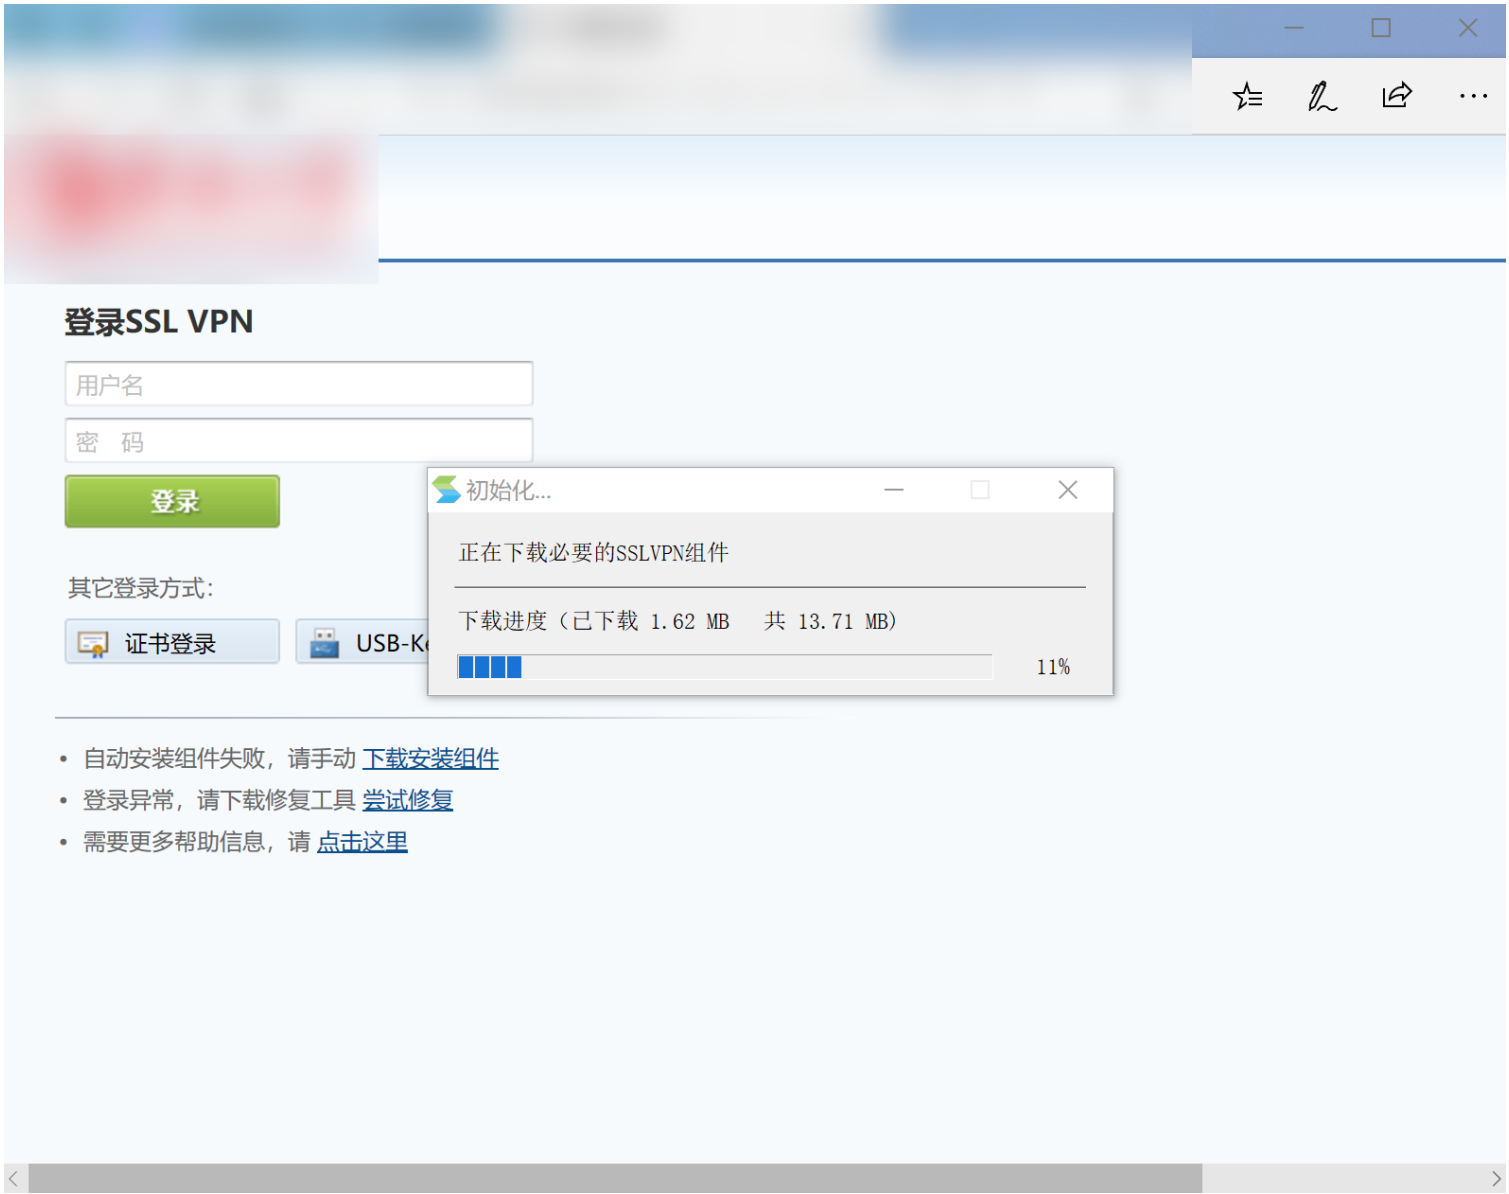 登录SSL VPN
用户名
密 码
登录
初始化...
正在下载必要的SSLVPN组件
其它登录方式：
下载进度（已下载 1.62 MB 共 13.71 MB）
证书登录
USB-Ke
11%
• 自动安装组件失败，请手动 下载安装组件
• 登录异常，请下载修复工具 尝试修复
• 需要更多帮助信息，请 点击这里